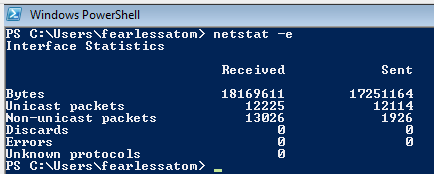 Windows PowerShell
PS C:\Users\fearlessatom> netstat -e
Interface Statistics
Received Sent
Bytes 18169611 17251164
Unicast packets 12225 12114
Non-unicast packets 13026 1926
Discards 0 0
Errors 0 0
Unknown protocols 0
PS C:\Users\fearlessatom> _